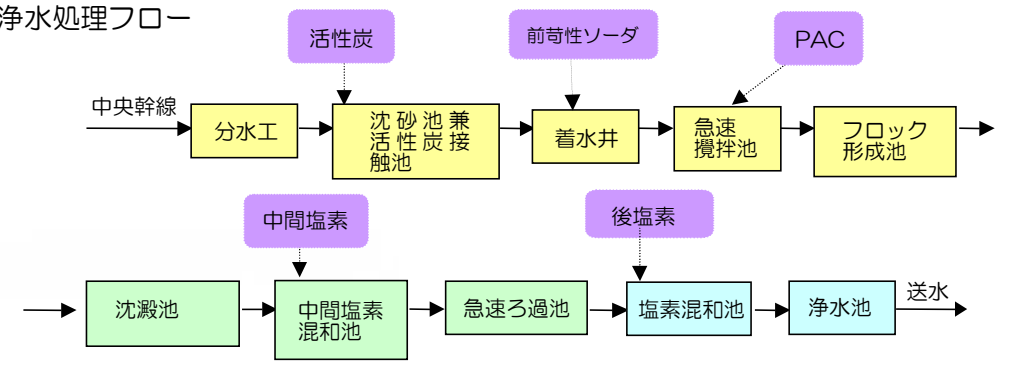 浄水処理フロー
活性炭
前苛性ソーダ
PAC
中央幹線
分水工
沈砂池兼
活性炭接
触池
着水井
急速
攪拌池
フロック
形成池
中間塩素
後塩素
沈澱池
中間塩素
混和池
急速ろ過池
塩素混和池
浄水池
送水